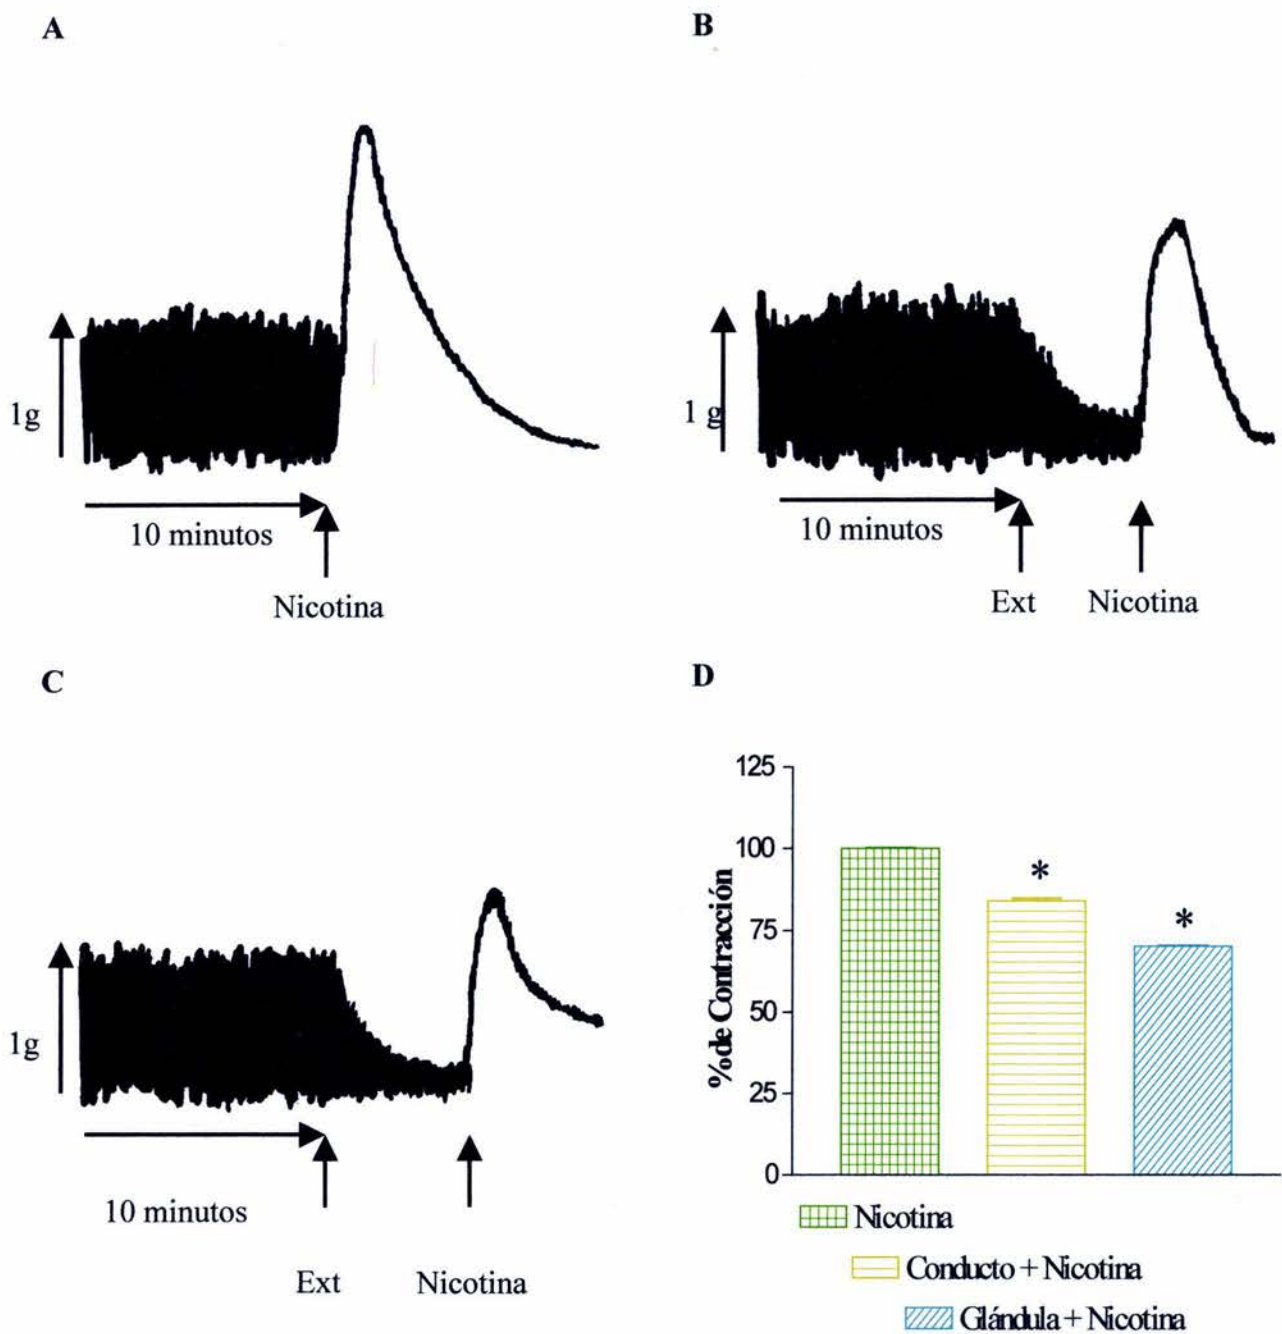 A
1g
10 minutos
Nicotina
B
1 g
10 minutos
Ext Nicotina
C
1g
10 minutos
Ext Nicotina
D
125
100
75
50
25
0
% de Contracción
*
*
Nicotina
Conducto + Nicotina
Glándula + Nicotina